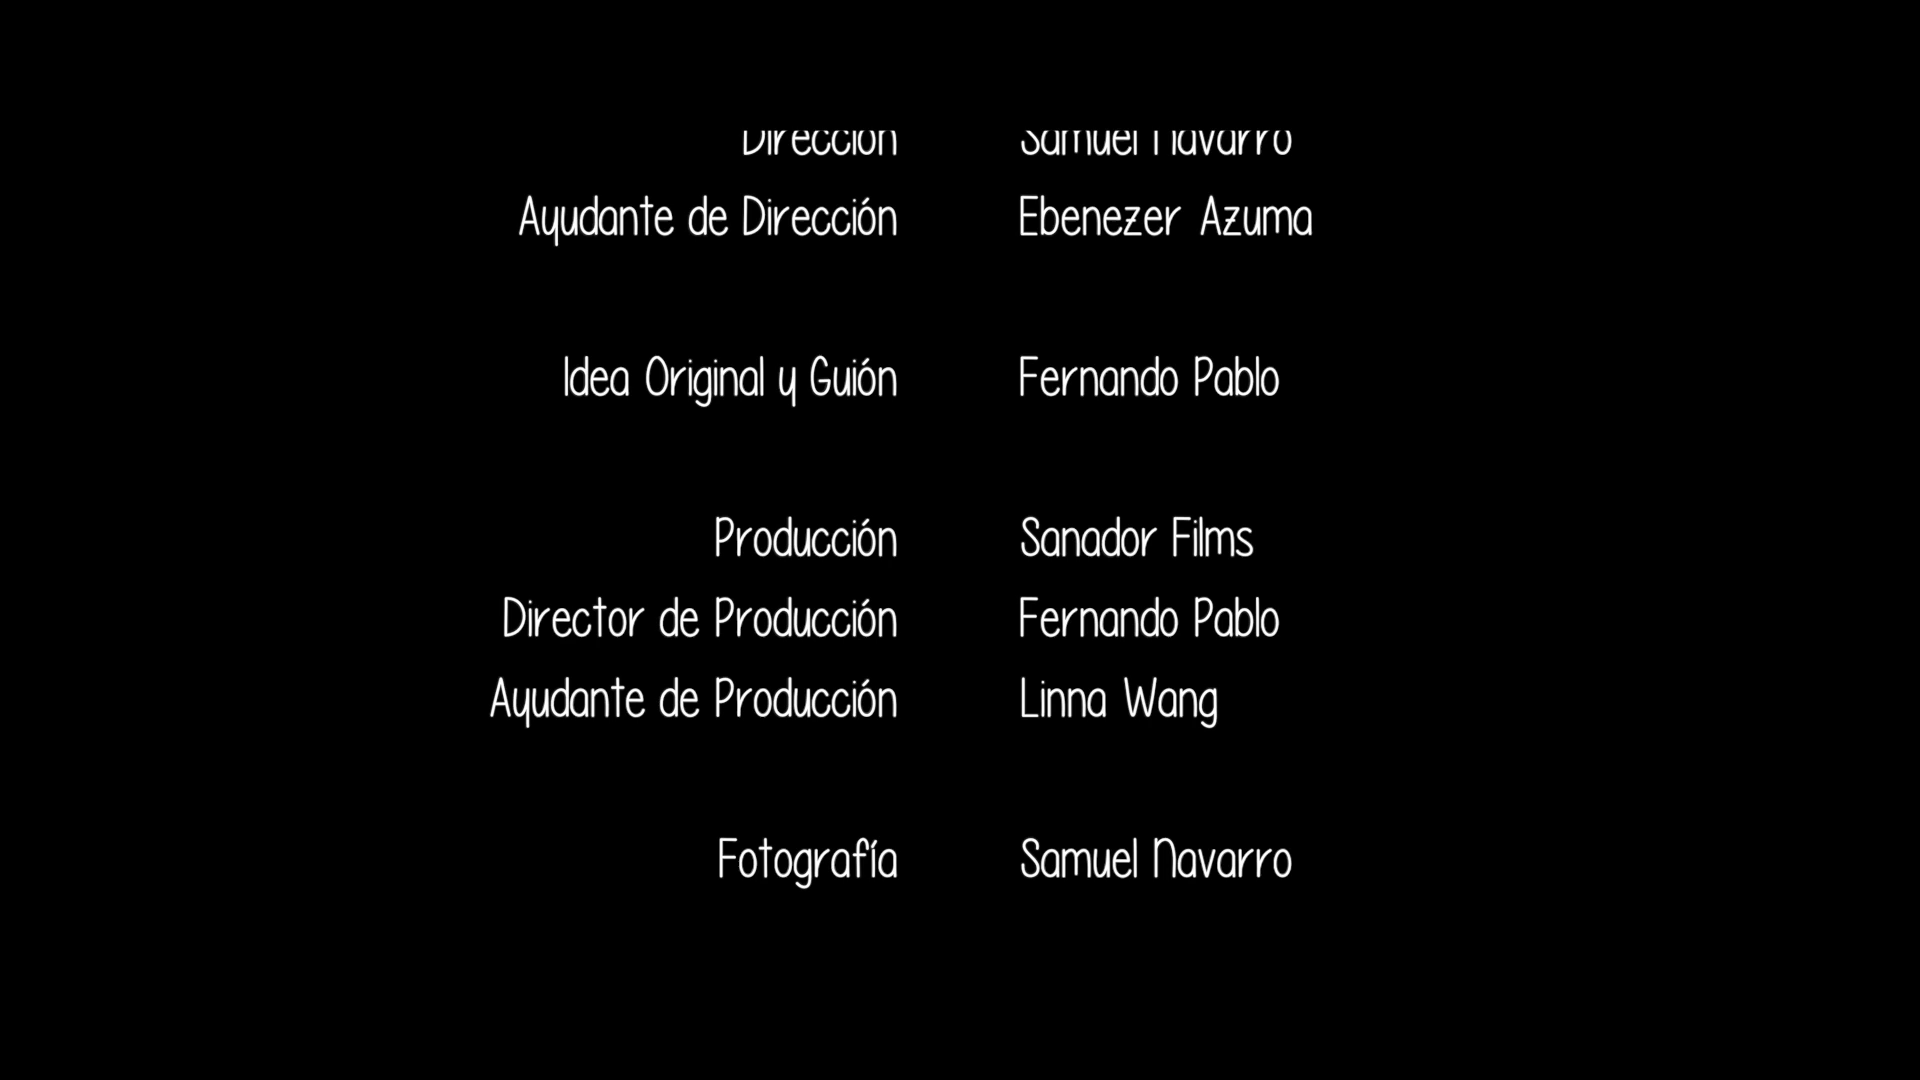 Dirección Samuel Navarro
Ayudante de Dirección Ebenezer Azuma
Idea Original y Guión Fernando Pablo
Producción Sanador Films
Director de Producción Fernando Pablo
Ayudante de Producción Linna Wang
Fotografía Samuel Navarro